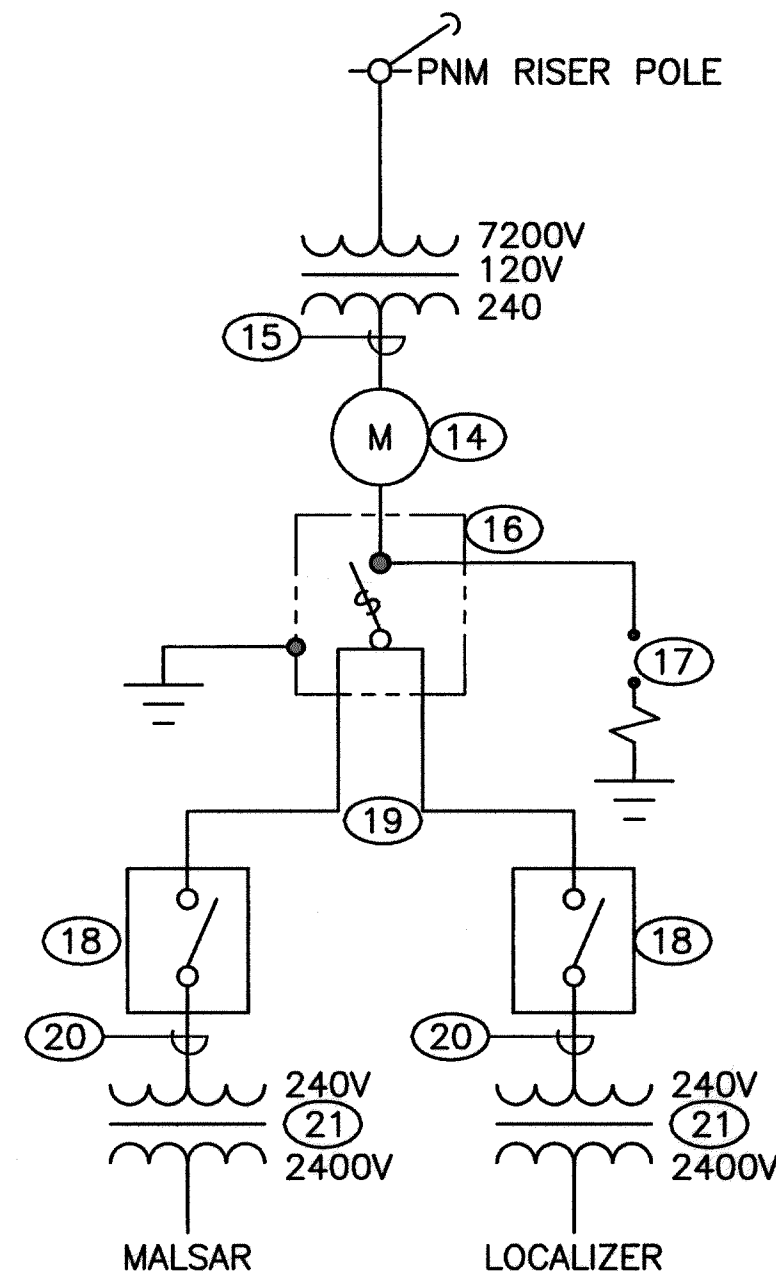 PNM RISER POLE
7200V
120V
240
15
M
14
16
17
19
18
18
20
20
240V
240V
21
21
2400V
2400V
MALSAR
LOCALIZER